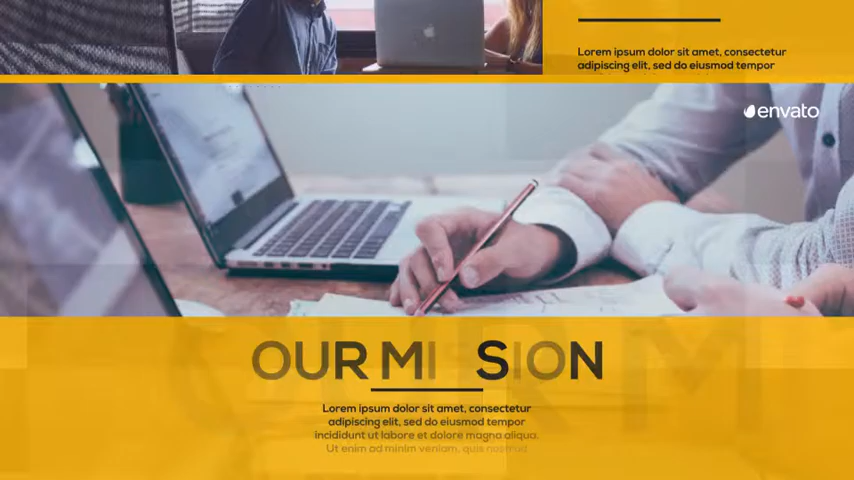 Lorem ipsum dolor sit amet, consectetur
adipiscing elit, sed do eiusmod tempor
envato
OUR MISSION
Lorem ipsum dolor sit amet, consectetur
adipiscing elit, sed do eiusmod tempor
incididunt ut labore et dolore magna aliqua.
Ut enim ad minim veniam, quis nostrud